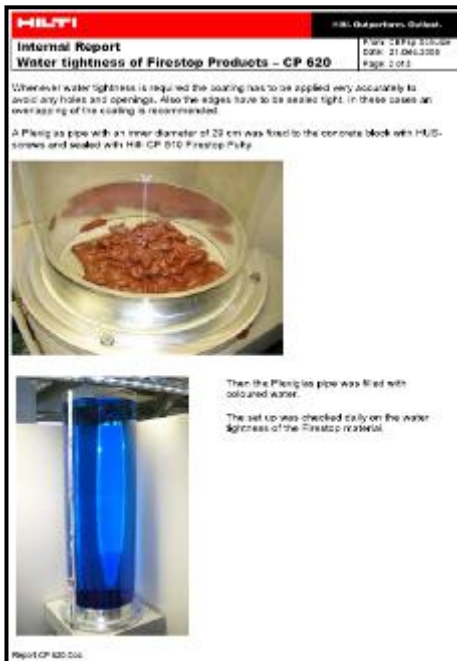 HILTI
Hilti. Outperform. Outlast.
Internal Report
Water tightness of Firestop Products – CP 620
Date: 21.Dec.2005
Page: 2 of 3
Whenever water tightness is required the coating has to be applied very accurately to
avoid any holes and openings. Also the edges have to be sealed tight. In these cases an
overlapping of the coating is recommended.
A Plexiglas pipe with an inner diameter of 29 cm was fixed to the concrete block with HUS-
screws and sealed with Hilti CP 610 Firestop Putty.
Then the Plexiglas pipe was filled with
coloured water.
The set up was checked daily on the water
tightness of the Firestop material.
Report CP 620.Doc